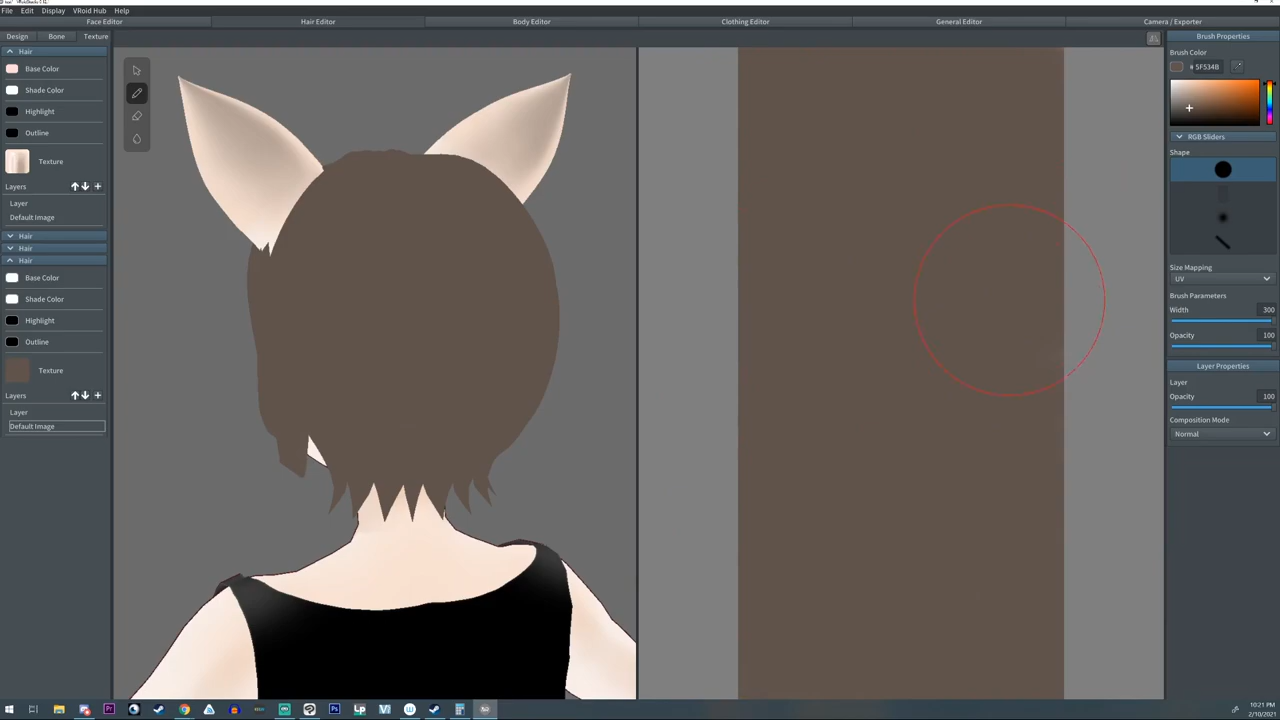 File Edit Display VRoid Hub Help
Face Editor Hair Editor Body Editor Clothing Editor General Editor Camera / Exporter
Design Bone Texture
Hair
Base Color
Shade Color
Highlight
Outline
Texture
Layers
Layer
Default Image
Hair
Hair
Hair
Base Color
Shade Color
Highlight
Outline
Texture
Layers
Layer
Default Image
Brush Properties
Brush Color
5F534B
RGB Sliders
Shape
Size Mapping
UV
Brush Parameters
Width 300
Opacity 100
Layer Properties
Layer
Opacity 100
Composition Mode
Normal
10:21 PM
2/10/2021